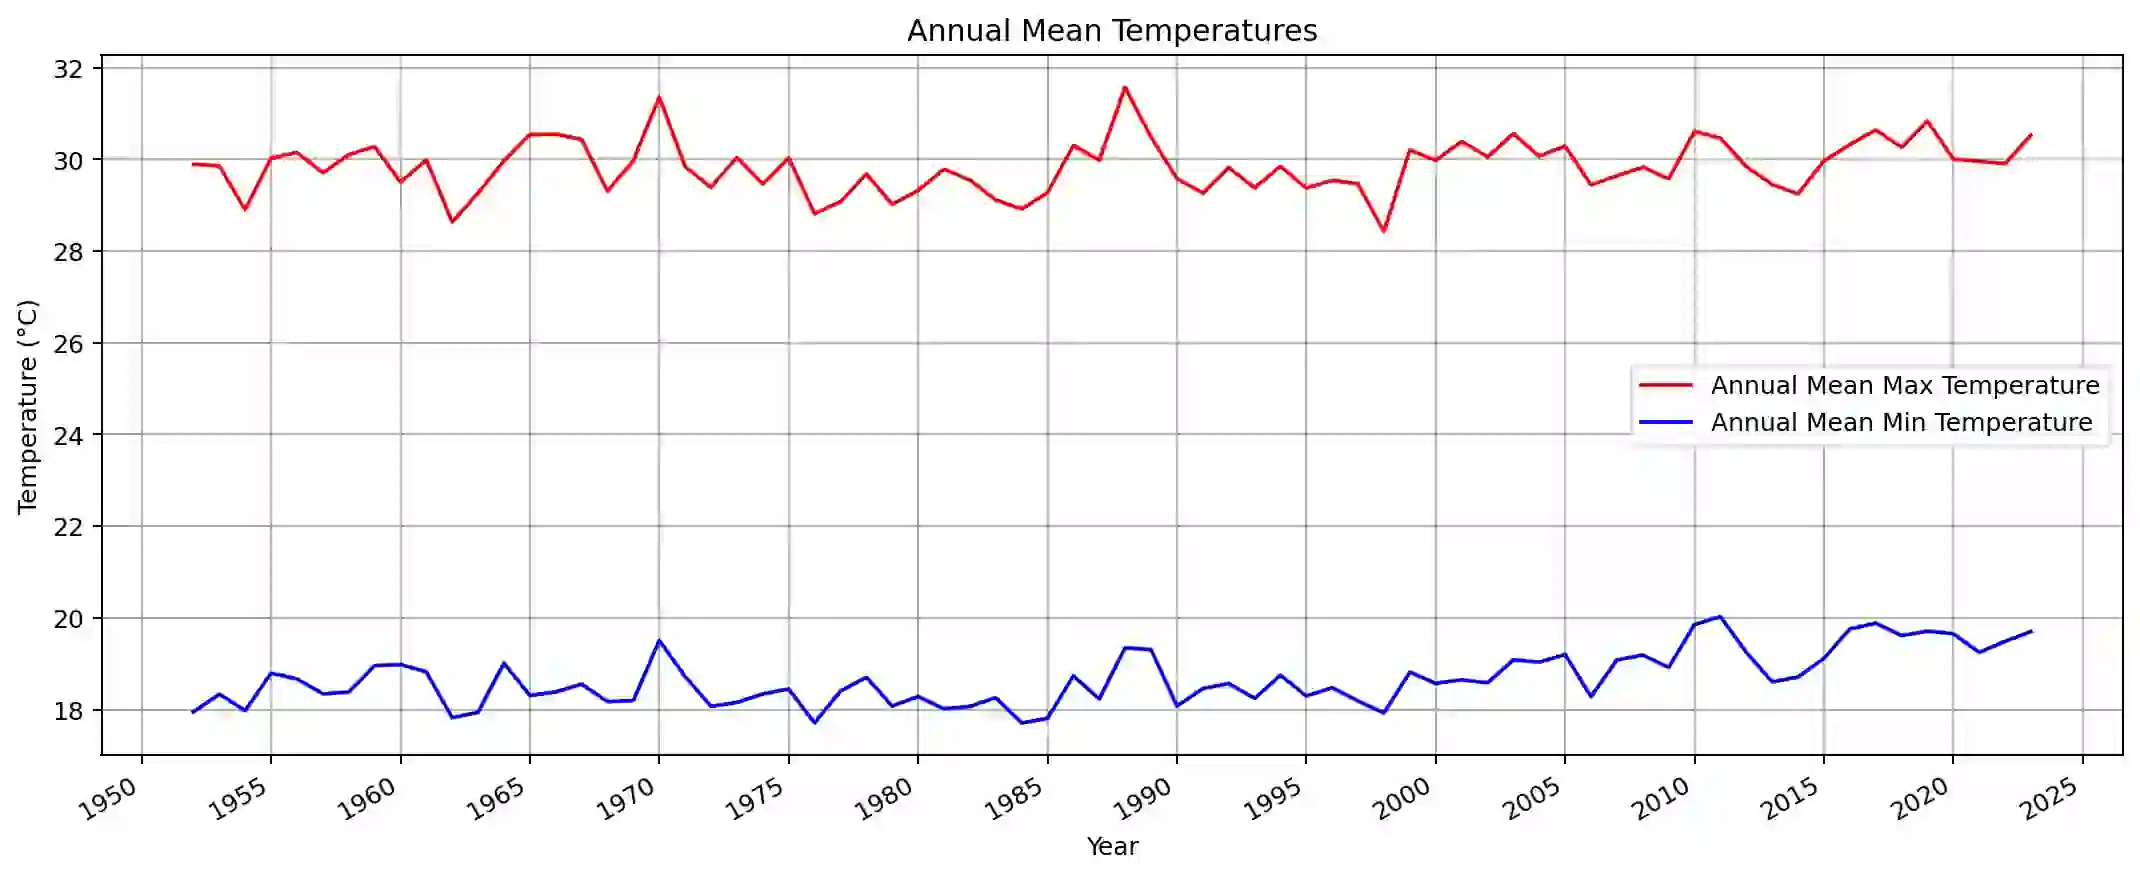 Annual Mean Temperatures
32
30
28
26
24
22
20
18
Temperature (°C)
Annual Mean Max Temperature
Annual Mean Min Temperature
1950 1955 1960 1965 1970 1975 1980 1985 1990 1995 2000 2005 2010 2015 2020 2025
Year